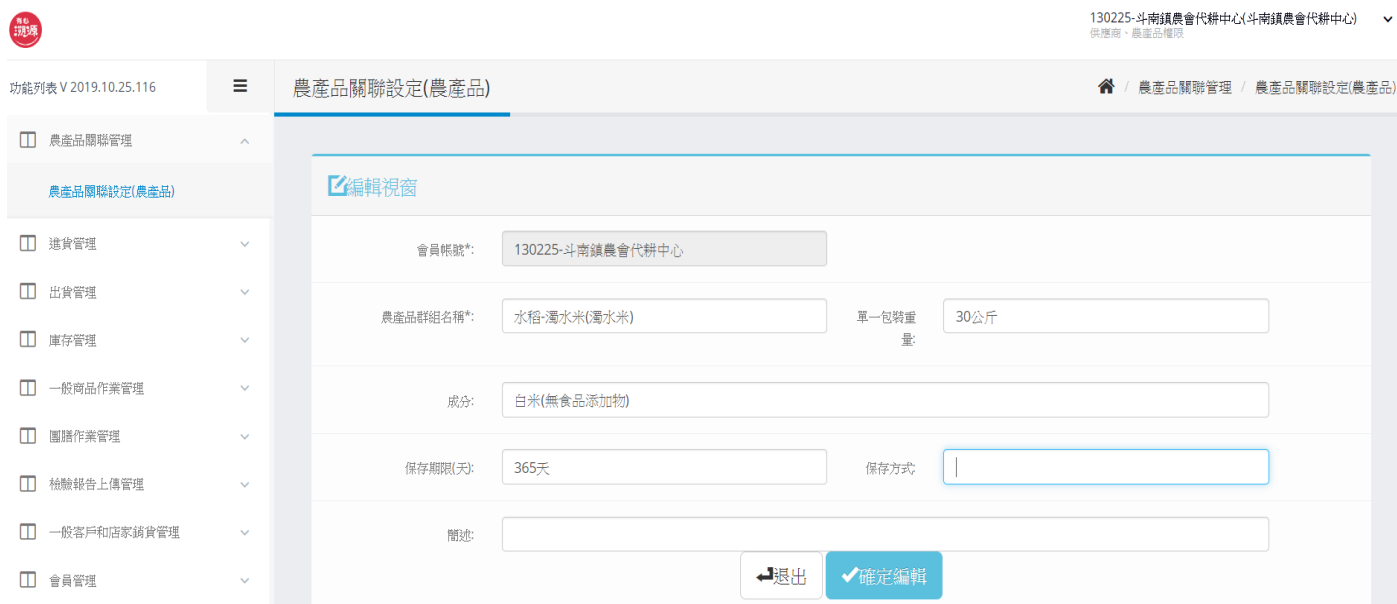 有心
溯源
130225-斗南鎮農會代耕中心(斗南鎮農會代耕中心)
供應商、農產品權限
功能列表 V 2019.10.25.116
農產品關聯設定(農產品)
/ 農產品關聯管理 / 農產品關聯設定(農產品)
農產品關聯管理
農產品關聯設定(農產品)
進貨管理
出貨管理
庫存管理
一般商品作業管理
團膳作業管理
檢驗報告上傳管理
一般客戶和店家銷貨管理
會員管理
編輯視窗
會員帳號*:
130225-斗南鎮農會代耕中心
農產品群組名稱*:
水稻-濁水米(濁水米)
單一包裝重
量:
30公斤
成分:
白米(無食品添加物)
保存期限(天):
365天
保存方式:
簡述:
退出
確定編輯